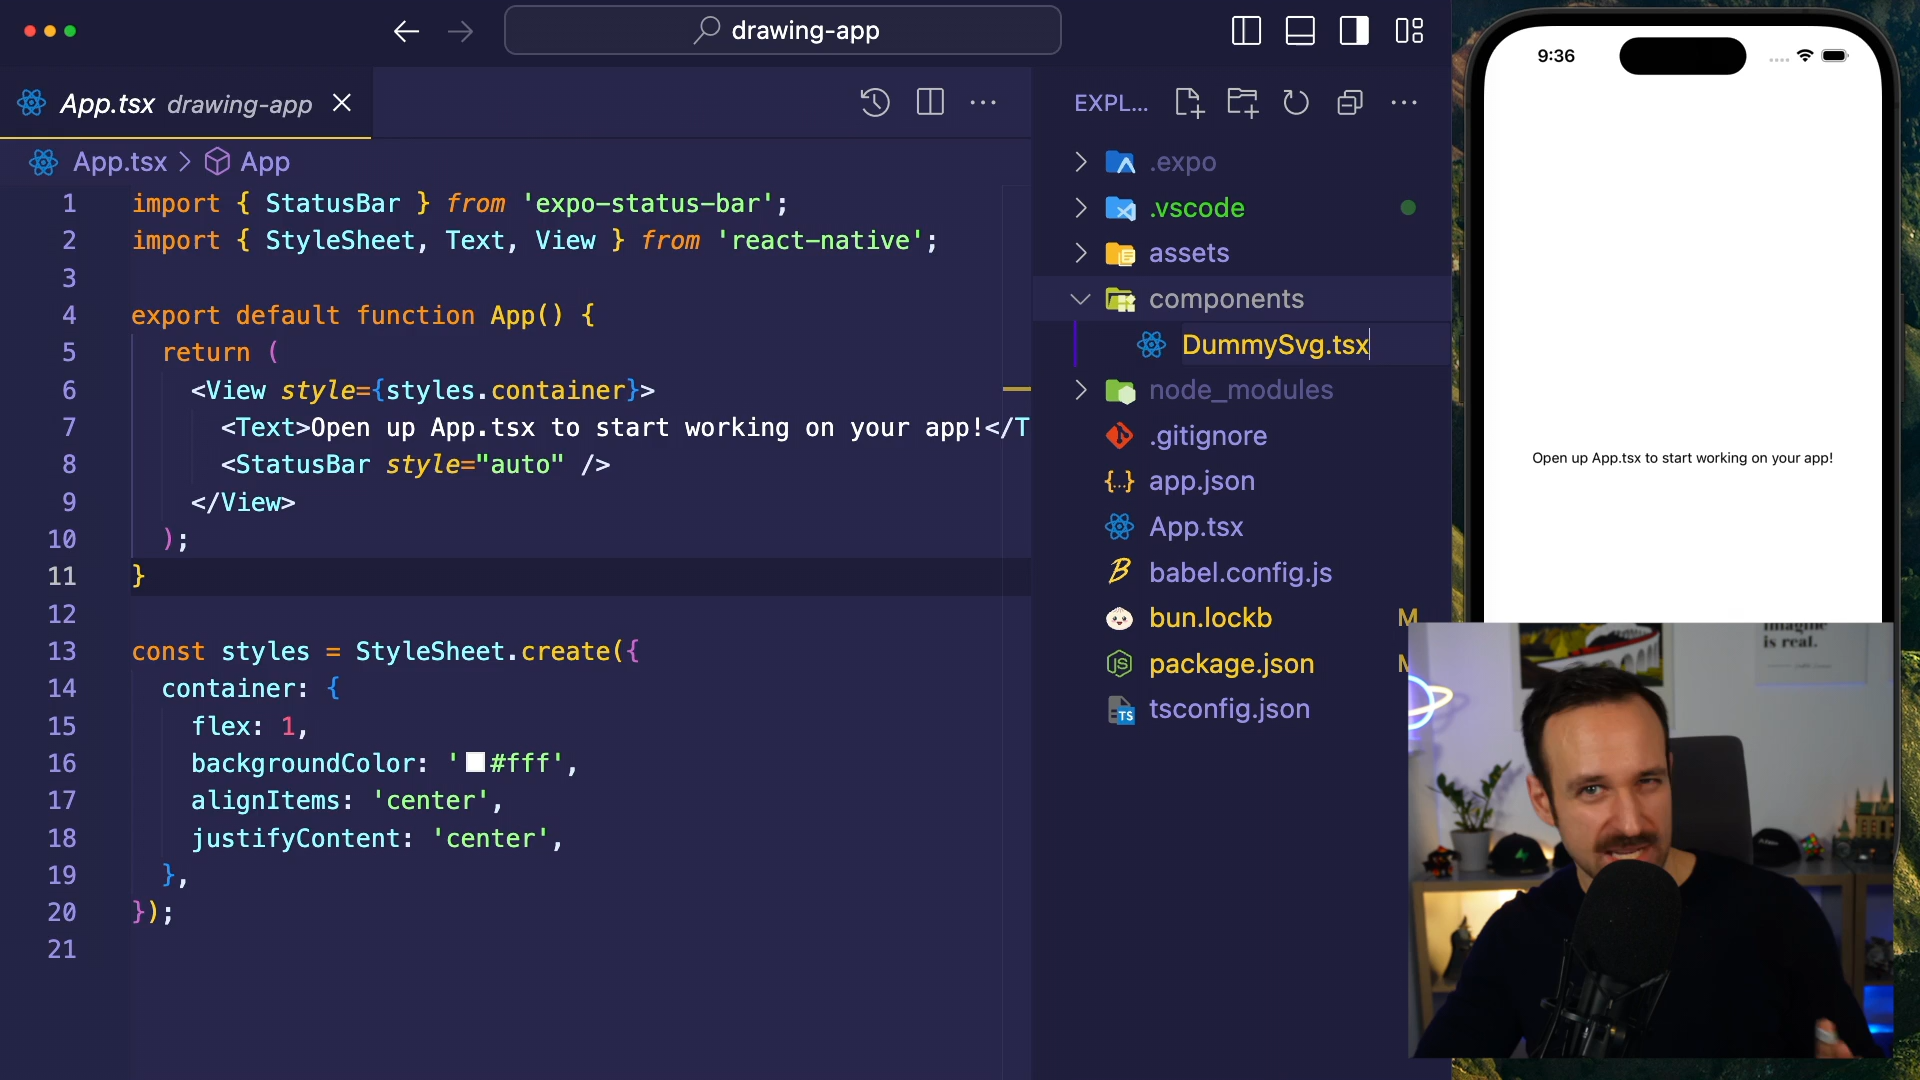 drawing-app
App.tsx drawing-app
App.tsx > App
1 import { StatusBar } from 'expo-status-bar';
2 import { StyleSheet, Text, View } from 'react-native';
3
4 export default function App() {
5 return (
6 <View style={styles.container}>
7 <Text>Open up App.tsx to start working on your app!</T
8 <StatusBar style="auto" />
9 </View>
10 );
11 }
12
13 const styles = StyleSheet.create({
14 container: {
15 flex: 1,
16 backgroundColor: '#fff',
17 alignItems: 'center',
18 justifyContent: 'center',
19 },
20 });
21
EXPL...
.expo
.vscode
assets
components
DummySvg.tsx
node_modules
.gitignore
app.json
App.tsx
babel.config.js
bun.lockb M
package.json
tsconfig.json
9:36
Open up App.tsx to start working on your app!
imagine
is real.